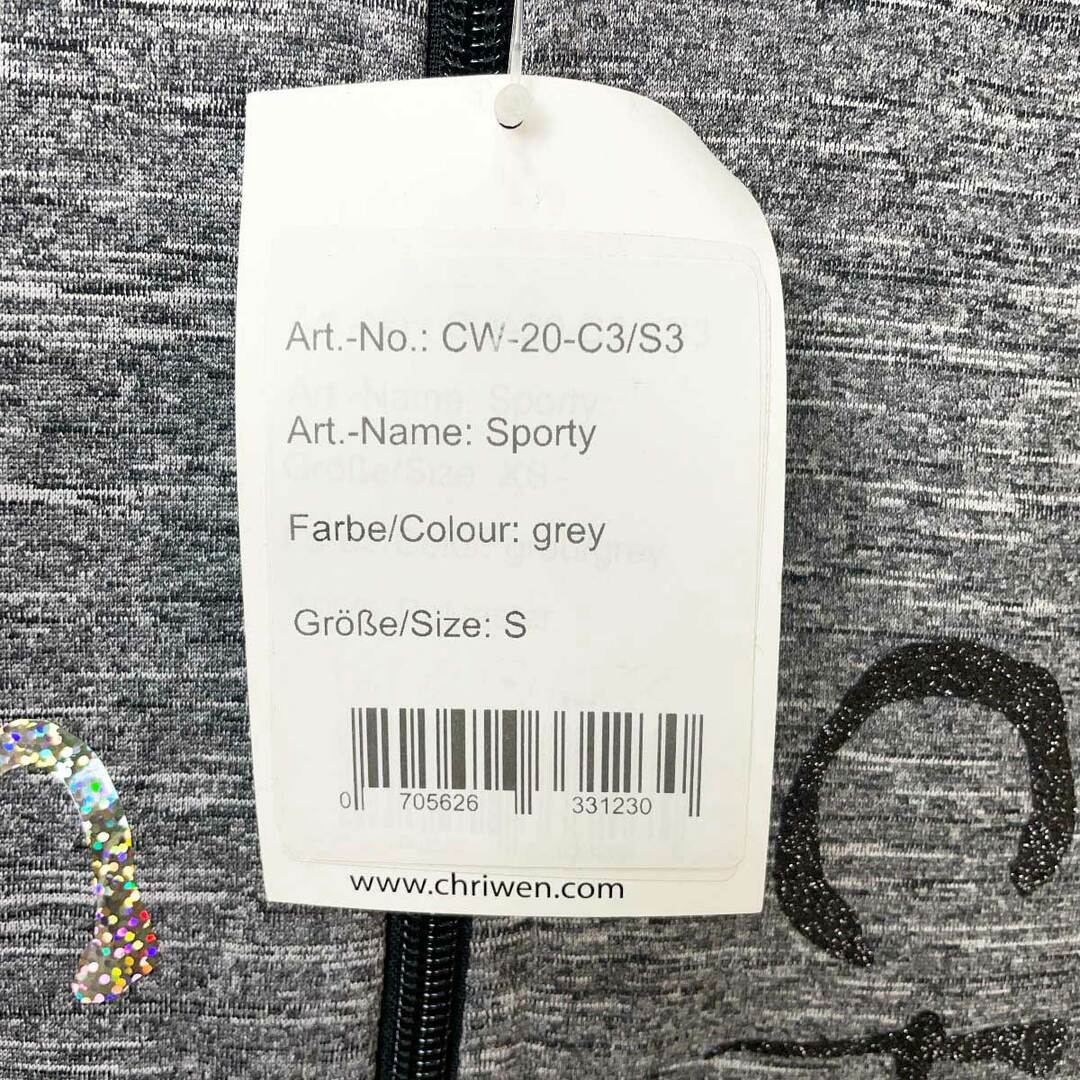 Art.-No.: CW-20-C3/S3
Art.-Name: Sporty
Farbe/Colour: grey
Größe/Size: S
0 705626 331230
www.chriwen.com